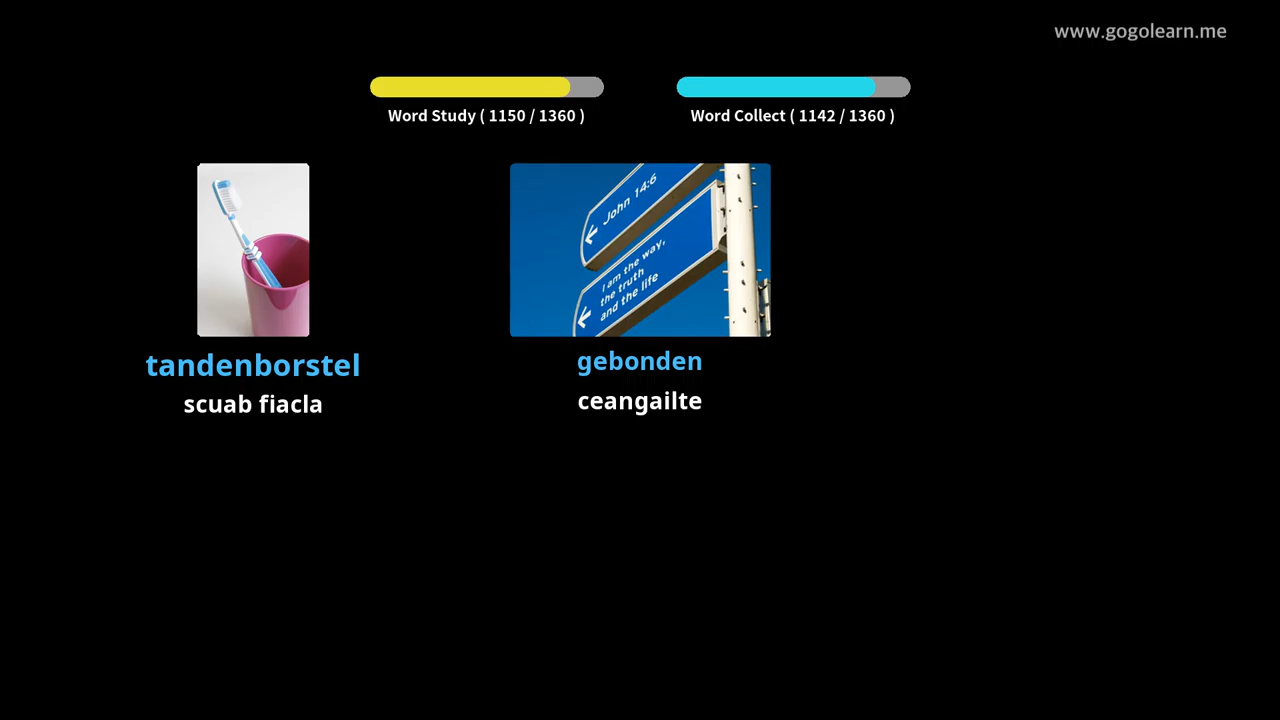 www.gogolearn.me
Word Study ( 1150 / 1360 )
Word Collect ( 1142 / 1360 )
John 14:6
I am the way,
the truth
and the life
tandenborstel
gebonden
scuab fiacla
ceangailte